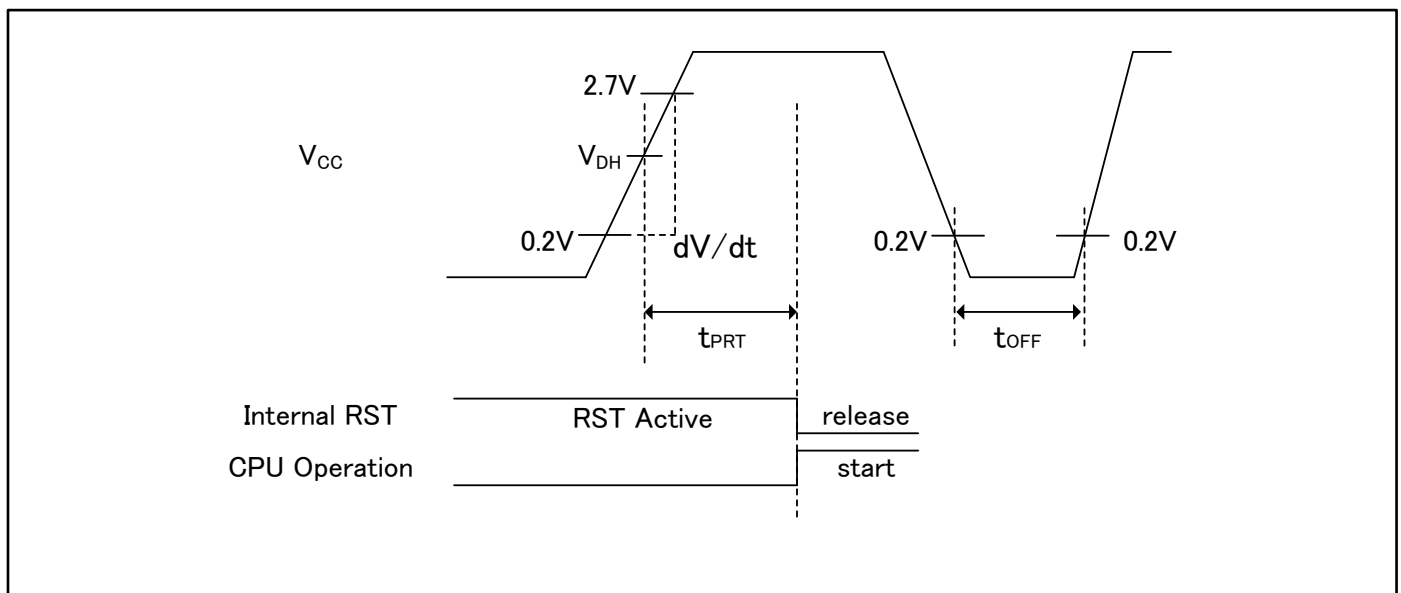 2.7V
VCC
VDH
0.2V
dV/dt
0.2V
0.2V
tPRT
tOFF
Internal RST
RST Active
release
CPU Operation
start